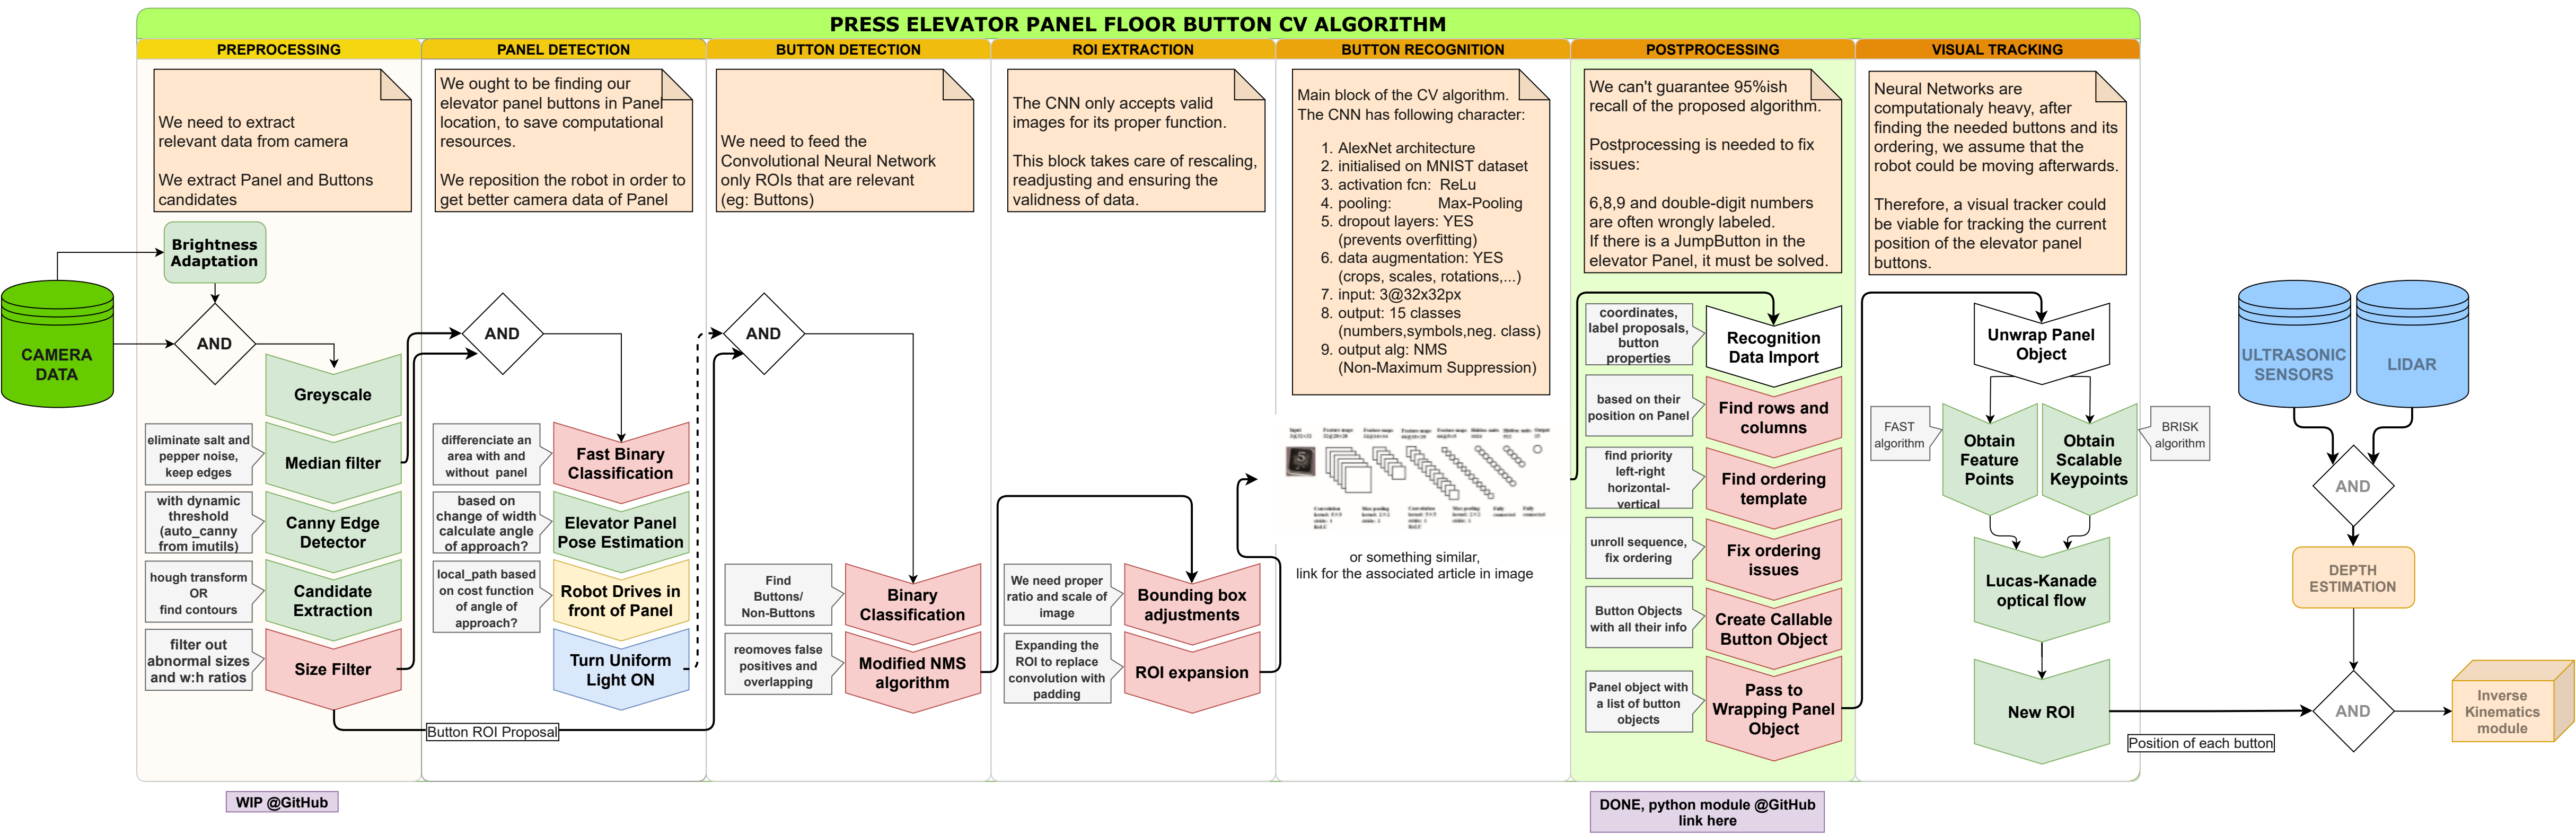 PRESS ELEVATOR PANEL FLOOR BUTTON CV ALGORITHM
PREPROCESSING
We need to extract
relevant data from camera
We extract Panel and Buttons
candidates
CAMERA
DATA
Brightness
Adaptation
AND
Greyscale
eliminate salt and
pepper noise,
keep edges
Median filter
with dynamic
threshold
(auto_canny
from imutils)
Canny Edge
Detector
hough transform
OR
find contours
Candidate
Extraction
filter out
abnormal sizes
and w:h ratios
Size Filter
Button ROI Proposal
WIP @GitHub
PANEL DETECTION
We ought to be finding our
elevator panel buttons in Panel
location, to save computational
resources.
We reposition the robot in order to
get better camera data of Panel
AND
differenciate an
area with and
without panel
Fast Binary
Classification
based on
change of width
calculate angle
of approach?
Elevator Panel
Pose Estimation
local_path based
on cost function
of angle of
approach?
Robot Drives in
front of Panel
Turn Uniform
Light ON
BUTTON DETECTION
We need to feed the
Convolutional Neural Network
only ROIs that are relevant
(eg: Buttons)
AND
Find
Buttons/
Non-Buttons
Binary
Classification
reomoves false
positives and
overlapping
Modified NMS
algorithm
ROI EXTRACTION
The CNN only accepts valid
images for its proper function.
This block takes care of rescaling,
readjusting and ensuring the
validness of data.
We need proper
ratio and scale of
image
Bounding box
adjustments
Expanding the
ROI to replace
convolution with
padding
ROI expansion
BUTTON RECOGNITION
Main block of the CV algorithm.
The CNN has following character:
1. AlexNet architecture
2. initialised on MNIST dataset
3. activation fcn: ReLu
4. pooling: Max-Pooling
5. dropout layers: YES
(prevents overfitting)
6. data augmentation: YES
(crops, scales, rotations,...)
7. input: 3@32x32px
8. output: 15 classes
(numbers,symbols,neg. class)
9. output alg: NMS
(Non-Maximum Suppression)
or something similar,
link for the associated article in image
POSTPROCESSING
We can't guarantee 95%ish
recall of the proposed algorithm.
Postprocessing is needed to fix
issues:
6,8,9 and double-digit numbers
are often wrongly labeled.
If there is a JumpButton in the
elevator Panel, it must be solved.
coordinates,
label proposals,
button
properties
Recognition
Data Import
based on their
position on Panel
Find rows and
columns
find priority
left-right
horizontal-
vertical
Find ordering
template
unroll sequence,
fix ordering
Fix ordering
issues
Button Objects
with all their info
Create Callable
Button Object
Panel object with
a list of button
objects
Pass to
Wrapping Panel
Object
DONE, python module @GitHub
link here
VISUAL TRACKING
Neural Networks are
computationaly heavy, after
finding the needed buttons and its
ordering, we assume that the
robot could be moving afterwards.
Therefore, a visual tracker could
be viable for tracking the current
position of the elevator panel
buttons.
Unwrap Panel
Object
FAST
algorithm
Obtain
Feature
Points
Obtain
Scalable
Keypoints
BRISK
algorithm
Lucas-Kanade
optical flow
New ROI
Position of each button
ULTRASONIC
SENSORS
LIDAR
AND
DEPTH
ESTIMATION
AND
Inverse
Kinematics
module